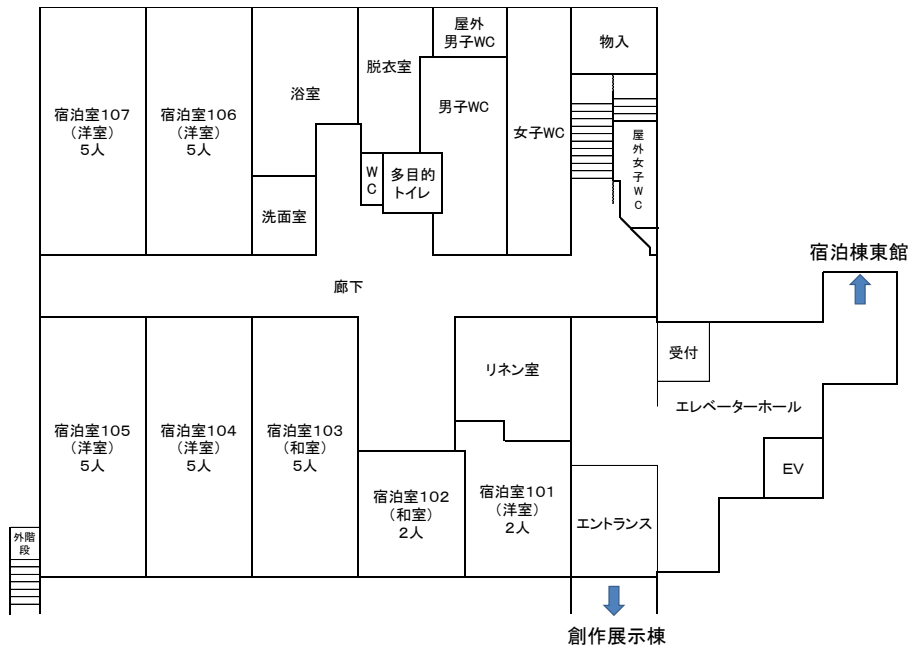 宿泊室107
（洋室）
5人
宿泊室106
（洋室）
5人
浴室
洗面室
脱衣室
屋外
男子WC
男子WC
WC
多目的
トイレ
女子WC
物入
屋外女子WC
廊下
宿泊棟東館
受付
エレベーターホール
EV
リネン室
宿泊室105
（洋室）
5人
宿泊室104
（洋室）
5人
宿泊室103
（和室）
5人
宿泊室102
（和室）
2人
宿泊室101
（洋室）
2人
エントランス
外階
段
創作展示棟